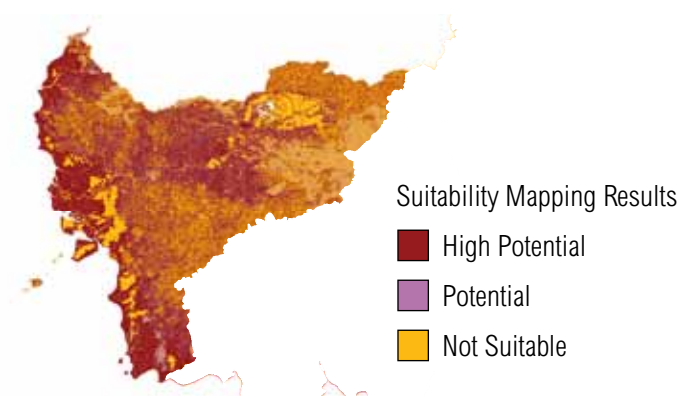 Suitability Mapping Results
High Potential
Potential
Not Suitable